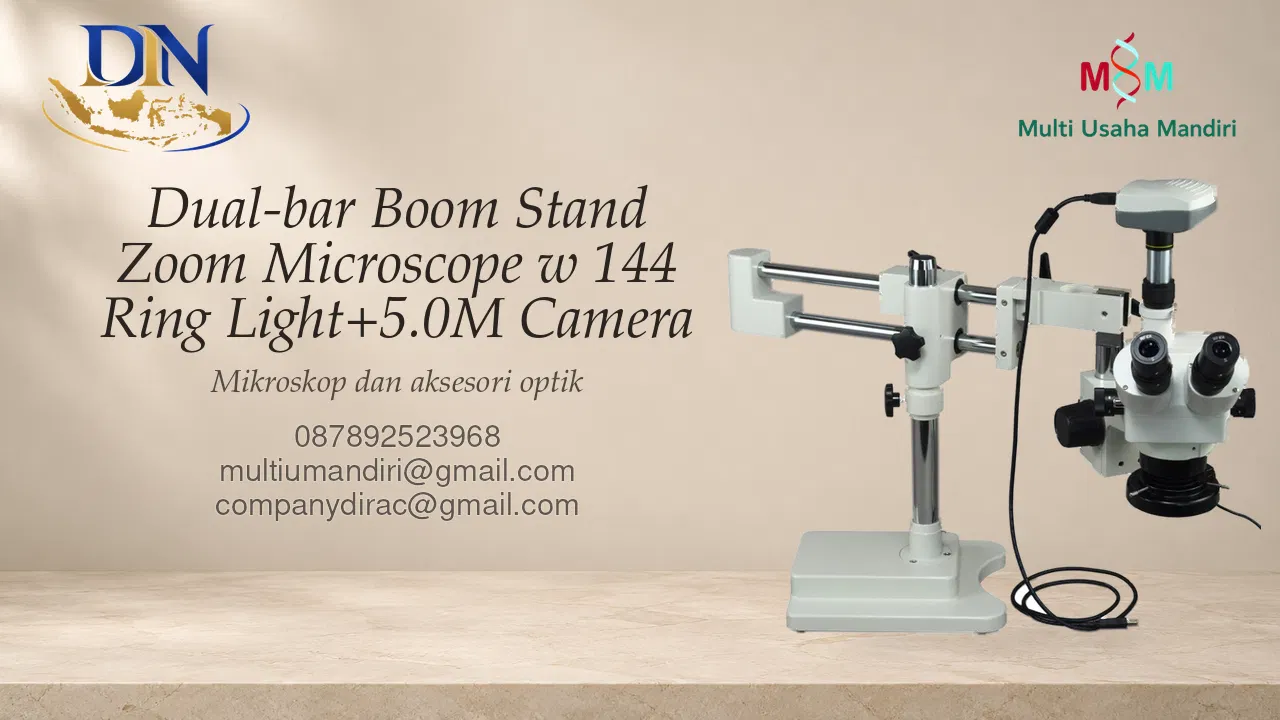 DIN
MSM
Multi Usaha Mandiri
Dual-bar Boom Stand
Zoom Microscope w 144
Ring Light+5.0M Camera
Mikroskop dan aksesori optik
087892523968
multiumandiri@gmail.com
companydirac@gmail.com